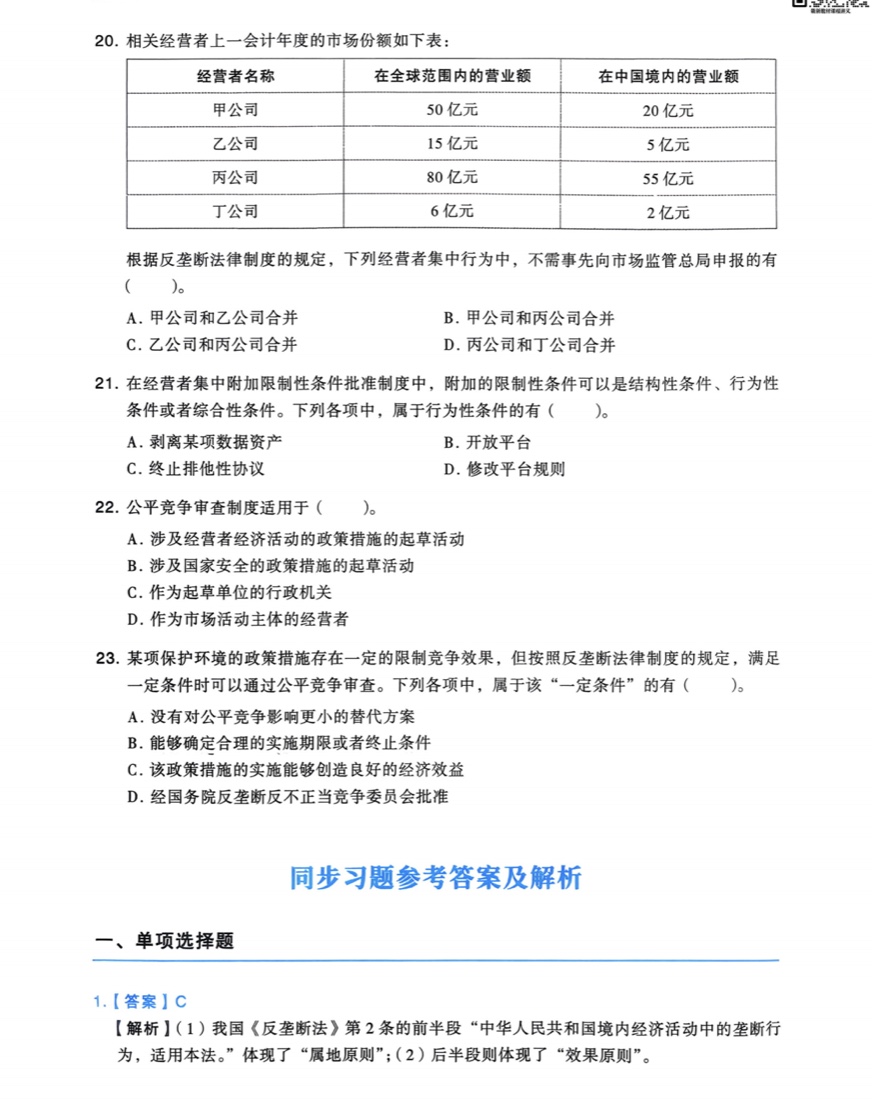 最新教材课程讲义
20. 相关经营者上一会计年度的市场份额如下表：
经营者名称 在全球范围内的营业额 在中国境内的营业额
甲公司 50 亿元 20 亿元
乙公司 15 亿元 5 亿元
丙公司 80 亿元 55 亿元
丁公司 6 亿元 2 亿元
根据反垄断法律制度的规定，下列经营者集中行为中，不需事先向市场监管总局申报的有
（　　）。
A. 甲公司和乙公司合并 B. 甲公司和丙公司合并
C. 乙公司和丙公司合并 D. 丙公司和丁公司合并
21. 在经营者集中附加限制性条件批准制度中，附加的限制性条件可以是结构性条件、行为性
条件或者综合性条件。下列各项中，属于行为性条件的有（　　）。
A. 剥离某项数据资产 B. 开放平台
C. 终止排他性协议 D. 修改平台规则
22. 公平竞争审查制度适用于（　　）。
A. 涉及经营者经济活动的政策措施的起草活动
B. 涉及国家安全的政策措施的起草活动
C. 作为起草单位的行政机关
D. 作为市场活动主体的经营者
23. 某项保护环境的政策措施存在一定的限制竞争效果，但按照反垄断法律制度的规定，满足
一定条件时可以通过公平竞争审查。下列各项中，属于该“一定条件”的有（　　）。
A. 没有对公平竞争影响更小的替代方案
B. 能够确定合理的实施期限或者终止条件
C. 该政策措施的实施能够创造良好的经济效益
D. 经国务院反垄断反不正当竞争委员会批准
同步习题参考答案及解析
一、单项选择题
1.【答案】C
【解析】（1）我国《反垄断法》第 2 条的前半段“中华人民共和国境内经济活动中的垄断行
为，适用本法。”体现了“属地原则”；（2）后半段则体现了“效果原则”。